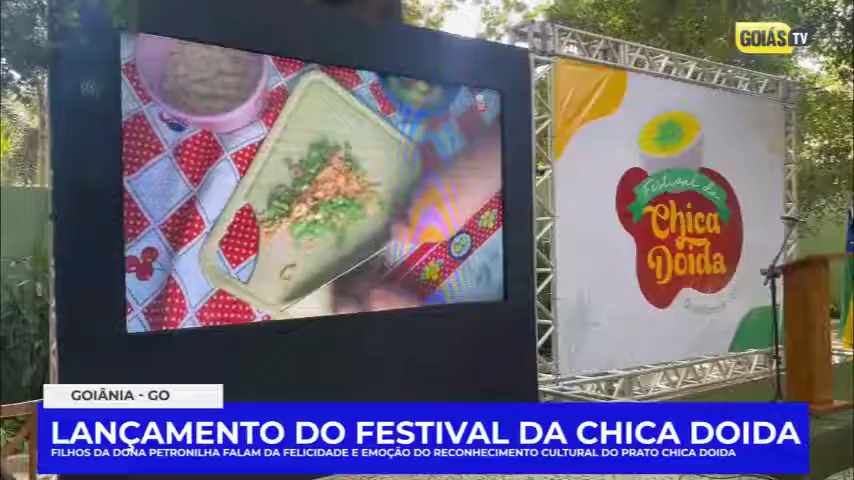 GOIÁS TV
Festival da
Chica
Doida
GOIÂNIA - GO
LANÇAMENTO DO FESTIVAL DA CHICA DOIDA
FILHOS DA DONA PETRONILHA FALAM DA FELICIDADE E EMOÇÃO DO RECONHECIMENTO CULTURAL DO PRATO CHICA DOIDA